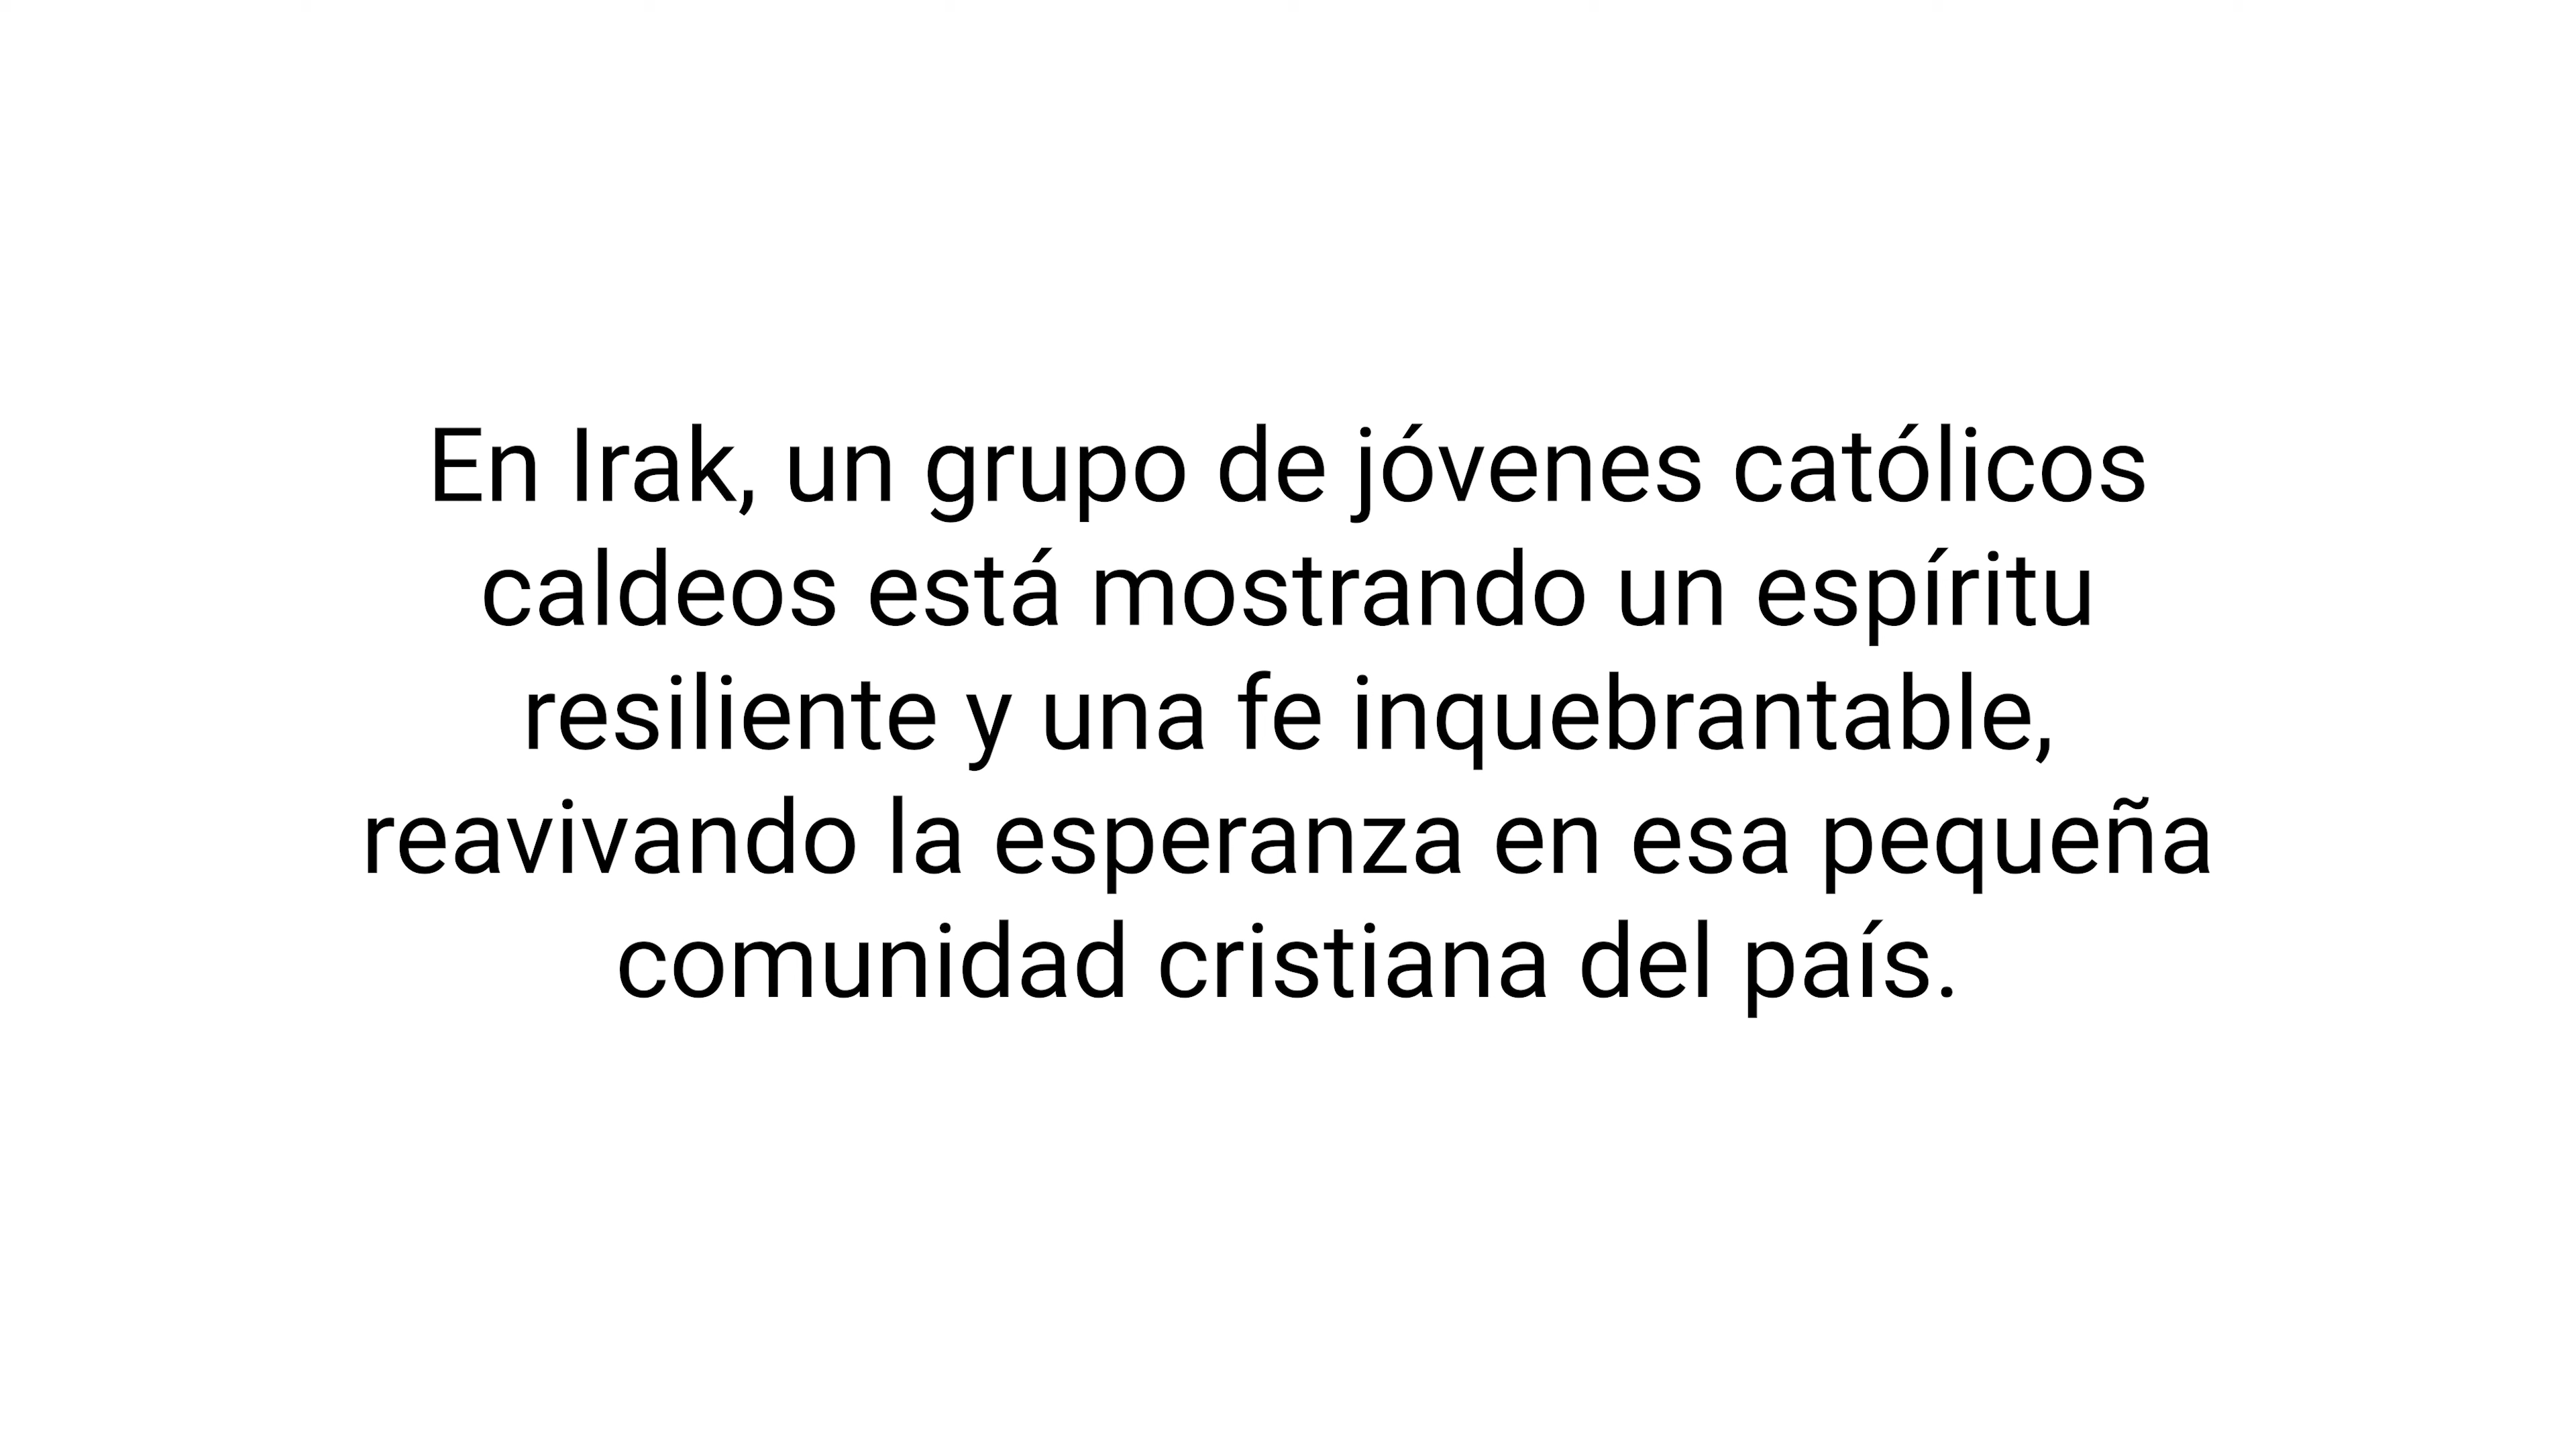 En Irak, un grupo de jóvenes católicos
caldeos está mostrando un espíritu
resiliente y una fe inquebrantable,
reavivando la esperanza en esa pequeña
comunidad cristiana del país.